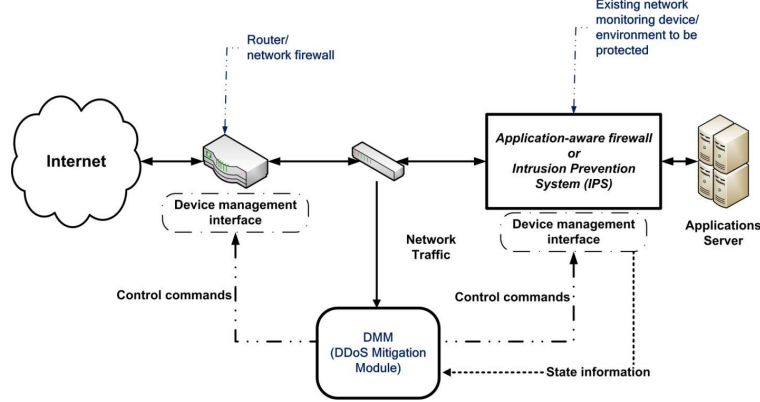 Existing network
monitoring device/
environment to be
protected
Router/
network firewall
Internet
Application-aware firewall
or
Intrusion Prevention
System (IPS)
Device management
interface
Device management
interface
Applications
Server
Network
Traffic
Control commands
Control commands
DMM
(DDoS Mitigation
Module)
State information